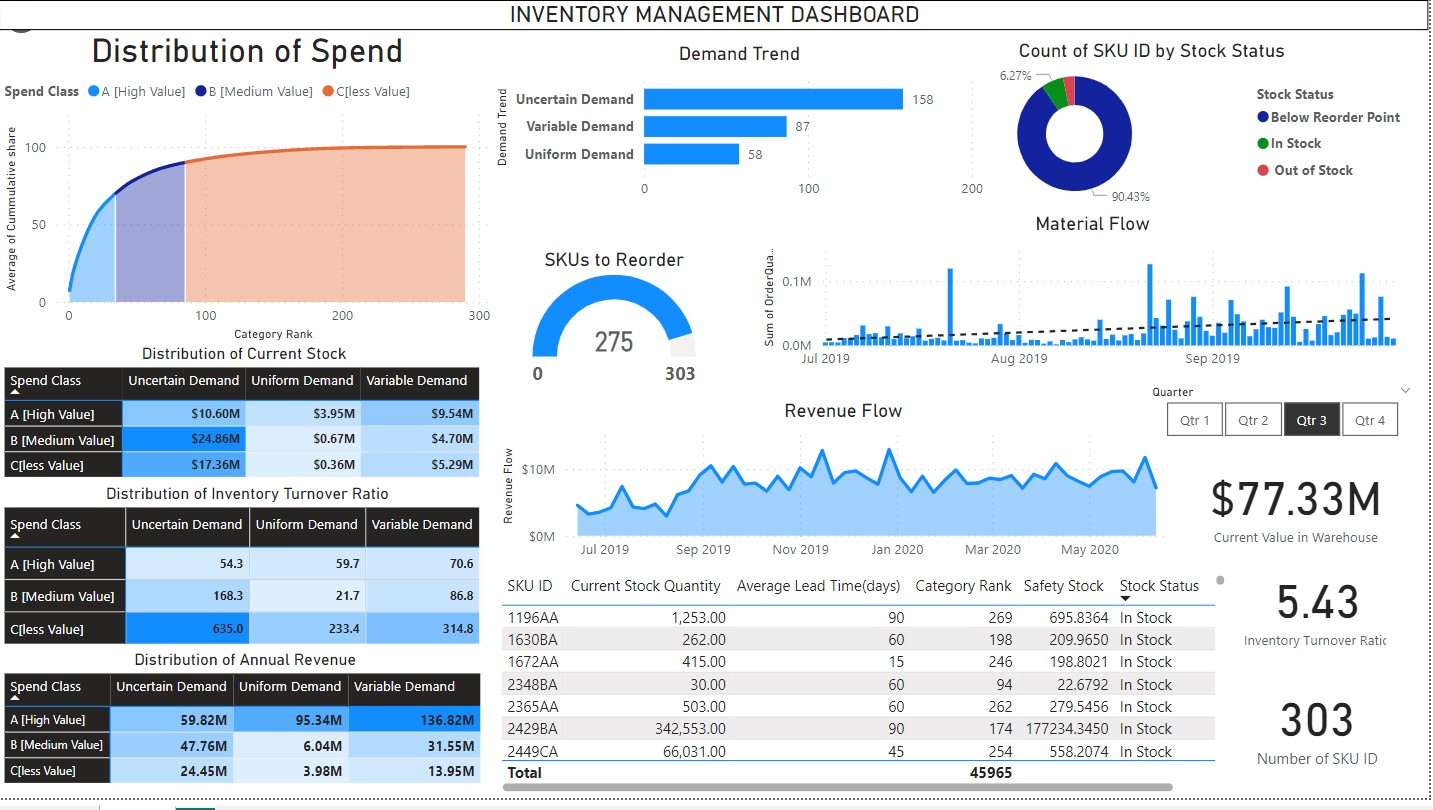 INVENTORY MANAGEMENT DASHBOARD
Distribution of Spend
Spend Class A [High Value] B [Medium Value] C[less Value]
Average of Cummulative share
100
50
0
0 100 200 300
Category Rank
Demand Trend
Demand Trend
Uncertain Demand 158
Variable Demand 87
Uniform Demand 58
0 100 200
Count of SKU ID by Stock Status
6.27%
90.43%
Stock Status
Below Reorder Point
In Stock
Out of Stock
SKUs to Reorder
275
0 303
Material Flow
Sum of OrderQua...
0.1M
0.0M
Jul 2019 Aug 2019 Sep 2019
Distribution of Current Stock
Spend Class Uncertain Demand Uniform Demand Variable Demand
A [High Value] $10.60M $3.95M $9.54M
B [Medium Value] $24.86M $0.67M $4.70M
C[less Value] $17.36M $0.36M $5.29M
Distribution of Inventory Turnover Ratio
Spend Class Uncertain Demand Uniform Demand Variable Demand
A [High Value] 54.3 59.7 70.6
B [Medium Value] 168.3 21.7 86.8
C[less Value] 635.0 233.4 314.8
Distribution of Annual Revenue
Spend Class Uncertain Demand Uniform Demand Variable Demand
A [High Value] 59.82M 95.34M 136.82M
B [Medium Value] 47.76M 6.04M 31.55M
C[less Value] 24.45M 3.98M 13.95M
Revenue Flow
Revenue Flow
$10M
$0M
Jul 2019 Sep 2019 Nov 2019 Jan 2020 Mar 2020 May 2020
Quarter
Qtr 1 Qtr 2 Qtr 3 Qtr 4
$77.33M
Current Value in Warehouse
5.43
Inventory Turnover Ratio
303
Number of SKU ID
SKU ID Current Stock Quantity Average Lead Time(days) Category Rank Safety Stock Stock Status
1196AA 1,253.00 90 269 695.8364 In Stock
1630BA 262.00 60 198 209.9650 In Stock
1672AA 415.00 15 246 198.8021 In Stock
2348BA 30.00 60 94 22.6792 In Stock
2365AA 503.00 60 262 279.5456 In Stock
2429BA 342,553.00 90 174 177234.3450 In Stock
2449CA 66,031.00 45 254 558.2074 In Stock
Total 45965